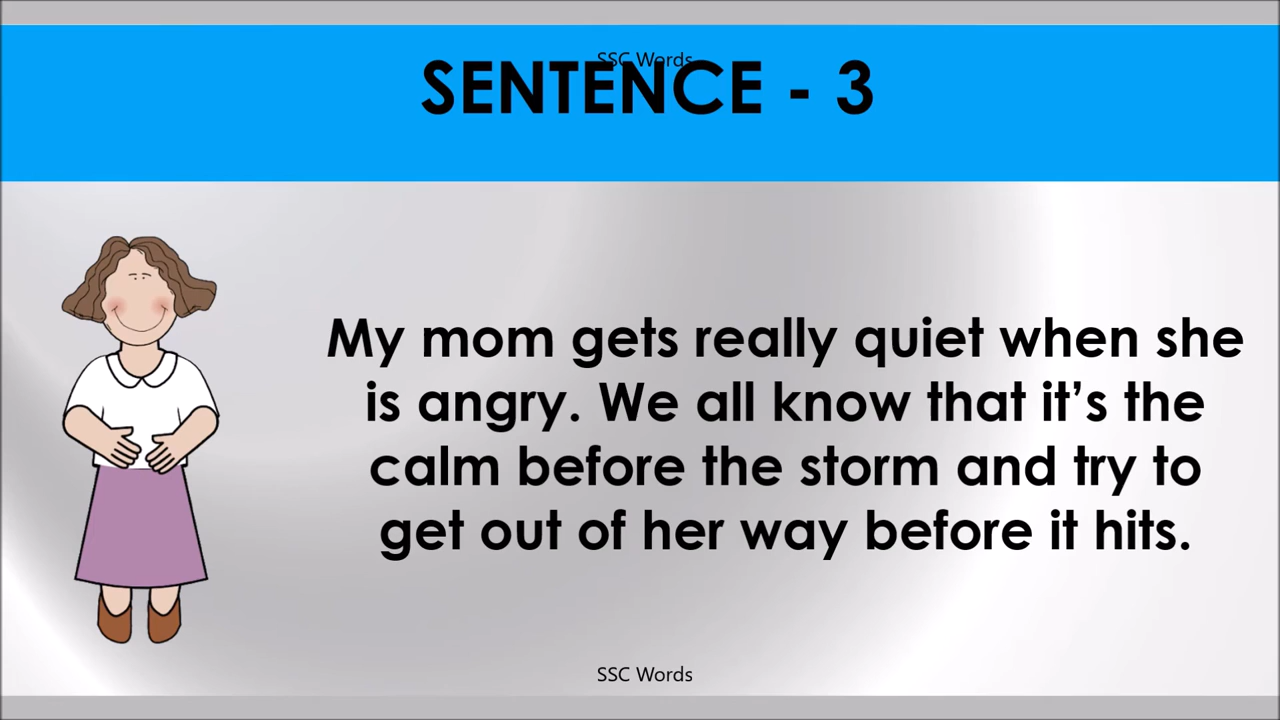 SSC Words
SENTENCE - 3
My mom gets really quiet when she
is angry. We all know that it’s the
calm before the storm and try to
get out of her way before it hits.
SSC Words